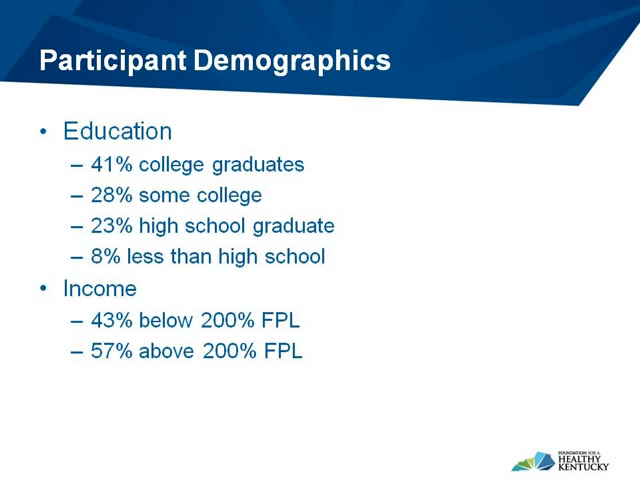 Participant Demographics
• Education
– 41% college graduates
– 28% some college
– 23% high school graduate
– 8% less than high school
• Income
– 43% below 200% FPL
– 57% above 200% FPL
FOUNDATION FOR A
HEALTHY
KENTUCKY